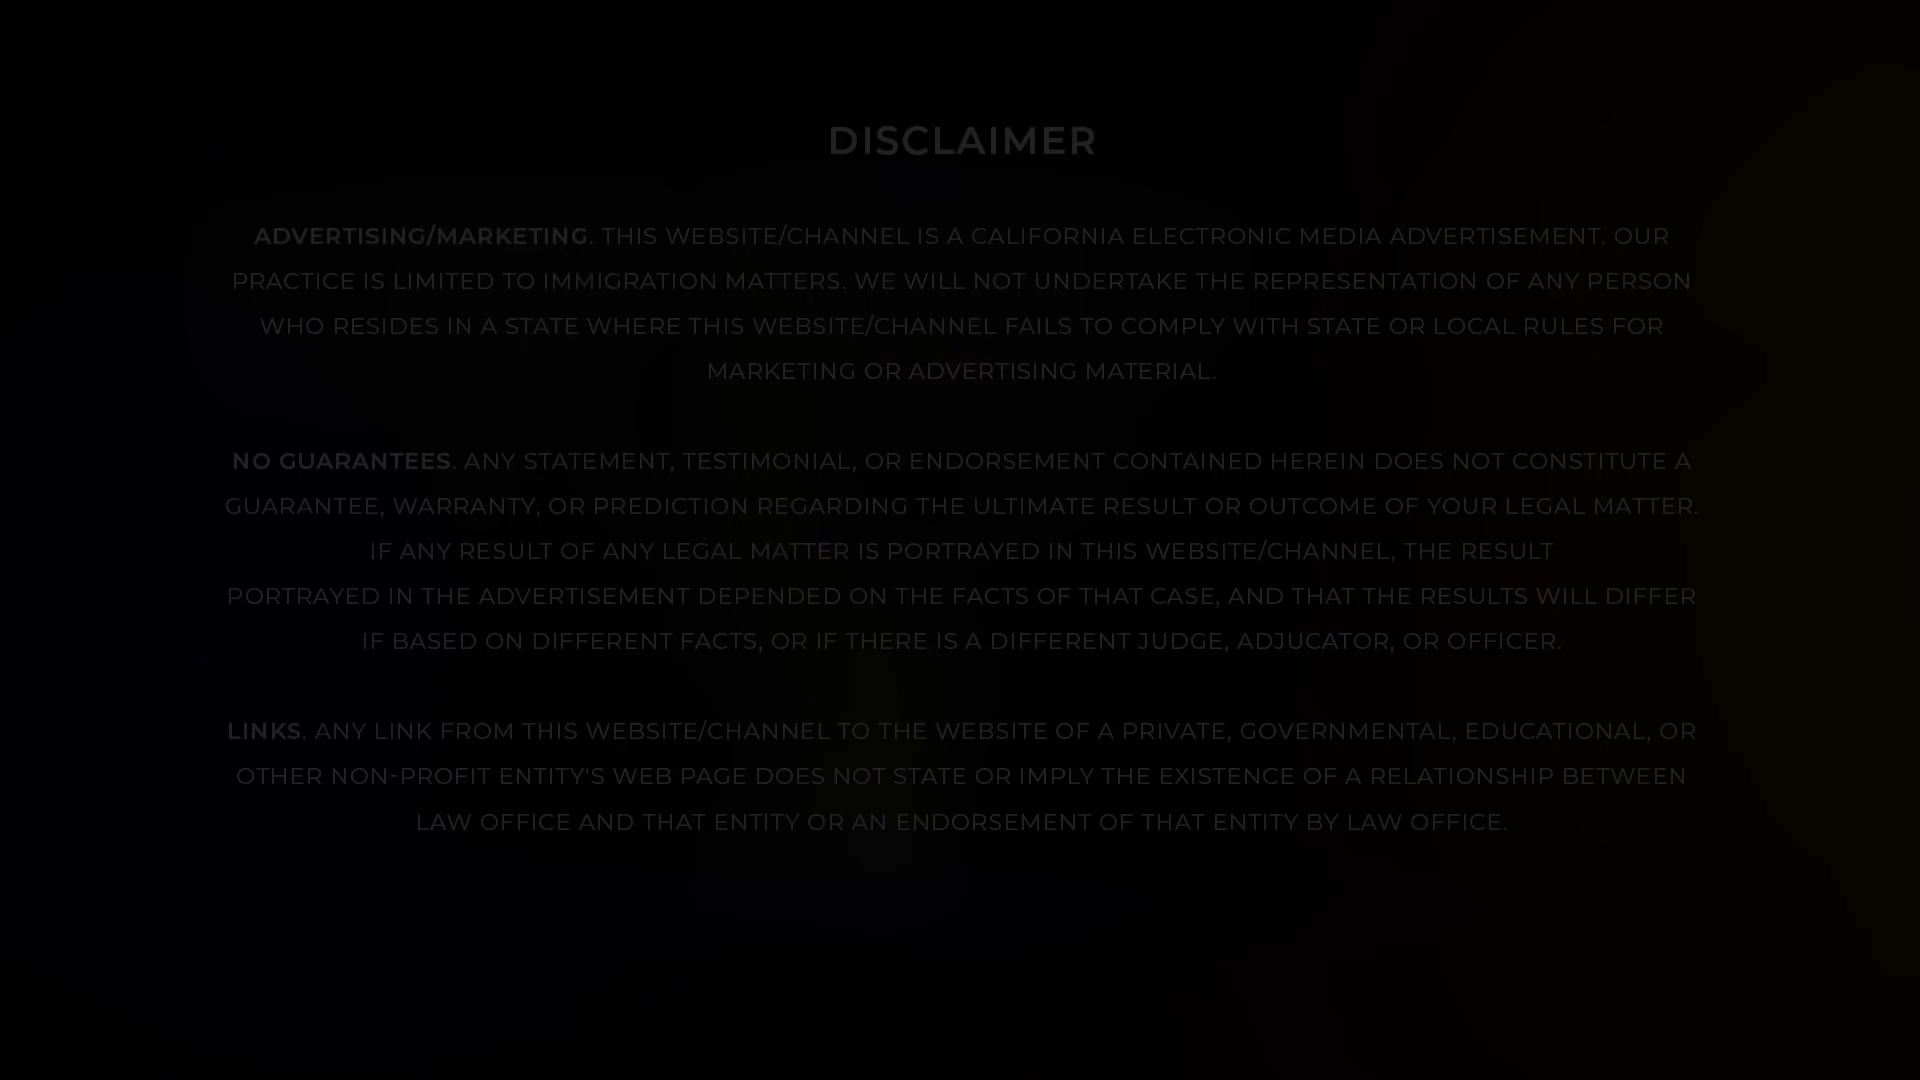 DISCLAIMER
ADVERTISING/MARKETING. THIS WEBSITE/CHANNEL IS A CALIFORNIA ELECTRONIC MEDIA ADVERTISEMENT. OUR
PRACTICE IS LIMITED TO IMMIGRATION MATTERS. WE WILL NOT UNDERTAKE THE REPRESENTATION OF ANY PERSON
WHO RESIDES IN A STATE WHERE THIS WEBSITE/CHANNEL FAILS TO COMPLY WITH STATE OR LOCAL RULES FOR
MARKETING OR ADVERTISING MATERIAL.
NO GUARANTEES. ANY STATEMENT, TESTIMONIAL, OR ENDORSEMENT CONTAINED HEREIN DOES NOT CONSTITUTE A
GUARANTEE, WARRANTY, OR PREDICTION REGARDING THE ULTIMATE RESULT OR OUTCOME OF YOUR LEGAL MATTER.
IF ANY RESULT OF ANY LEGAL MATTER IS PORTRAYED IN THIS WEBSITE/CHANNEL, THE RESULT
PORTRAYED IN THE ADVERTISEMENT DEPENDED ON THE FACTS OF THAT CASE, AND THAT THE RESULTS WILL DIFFER
IF BASED ON DIFFERENT FACTS, OR IF THERE IS A DIFFERENT JUDGE, ADJUCATOR, OR OFFICER.
LINKS. ANY LINK FROM THIS WEBSITE/CHANNEL TO THE WEBSITE OF A PRIVATE, GOVERNMENTAL, EDUCATIONAL, OR
OTHER NON-PROFIT ENTITY'S WEB PAGE DOES NOT STATE OR IMPLY THE EXISTENCE OF A RELATIONSHIP BETWEEN
LAW OFFICE AND THAT ENTITY OR AN ENDORSEMENT OF THAT ENTITY BY LAW OFFICE.